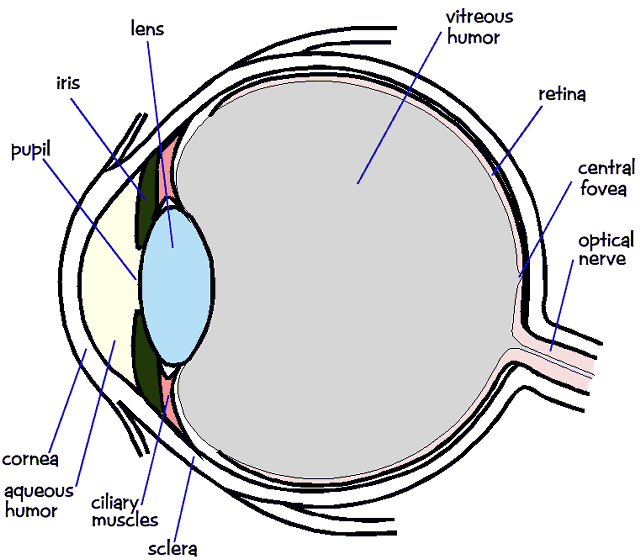 lens
vitreous
humor
iris
retina
pupil
central
fovea
optical
nerve
cornea
aqueous
humor
ciliary
muscles
sclera